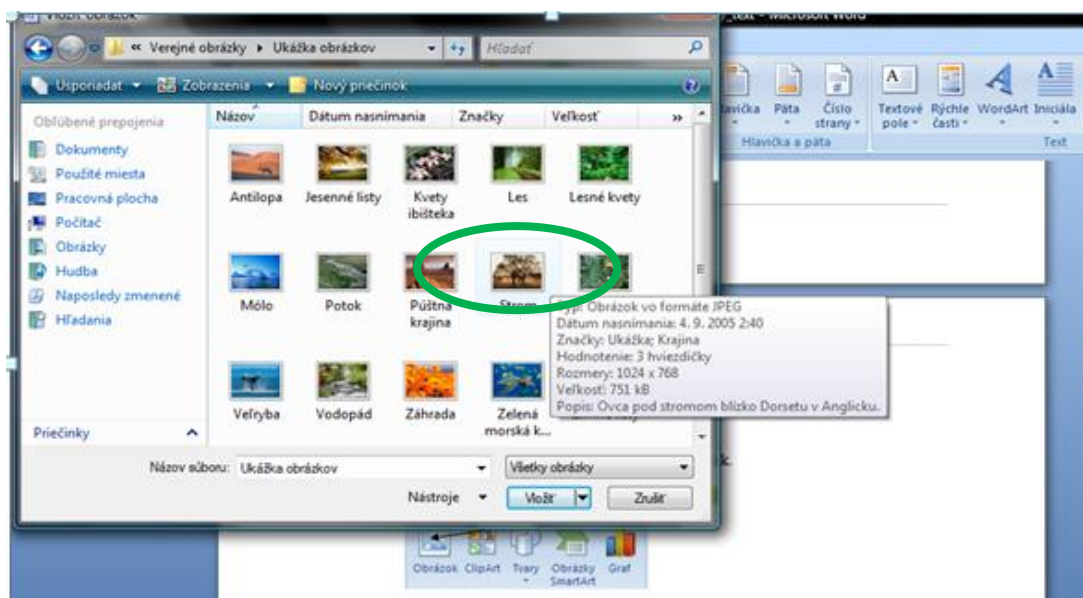 Vložiť obrázok
_text - Microsoft Word
« Verejné obrázky ▸ Ukážka obrázkov
Hľadať
Usporiadať
Zobrazenia
Nový priečinok
Obľúbené prepojenia
Dokumenty
Použité miesta
Pracovná plocha
Počítač
Obrázky
Hudba
Naposledy zmenené
Hľadania
Priečinky
Názov
Dátum nasnímania
Značky
Veľkosť
»
Antilopa
Jesenné listy
Kvety
ibišteka
Les
Lesné kvety
Mólo
Potok
Púštna
krajina
Strom
Typ: Obrázok vo formáte JPEG
Dátum nasnímania: 4. 9. 2005 2:40
Značky: Ukážka; Krajina
Hodnotenie: 3 hviezdičky
Rozmery: 1024 x 768
Veľkosť: 751 kB
Popis: Ovca pod stromom blízko Dorsetu v Anglicku.
Veľryba
Vodopád
Záhrada
Zelená
morská k...
Názov súboru:
Ukážka obrázkov
Všetky obrázky
Nástroje
Vložiť
Zrušiť
Päta
Číslo
strany
Hlavička a päta
Textové
pole
Rýchle
časti
WordArt
Iniciála
Text
Obrázok
ClipArt
Tvary
Obrázky
SmartArt
Graf